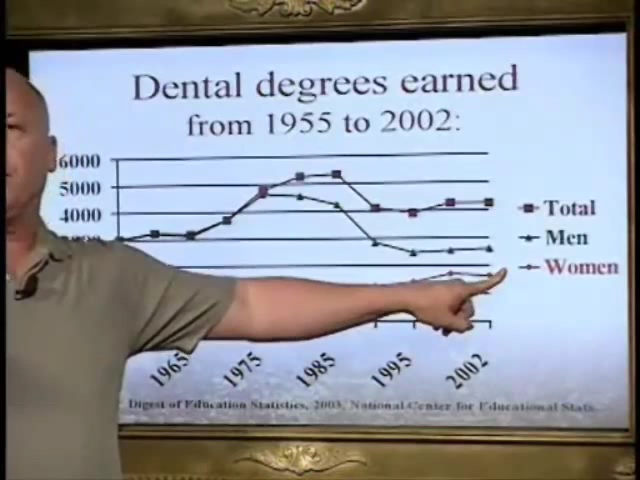 Dental degrees earned
from 1955 to 2002:
6000
5000
4000
Total
Men
Women
1965
1975
1985
1995
2002
Digest of Education Statistics, 2003, National Center for Educational Stats.